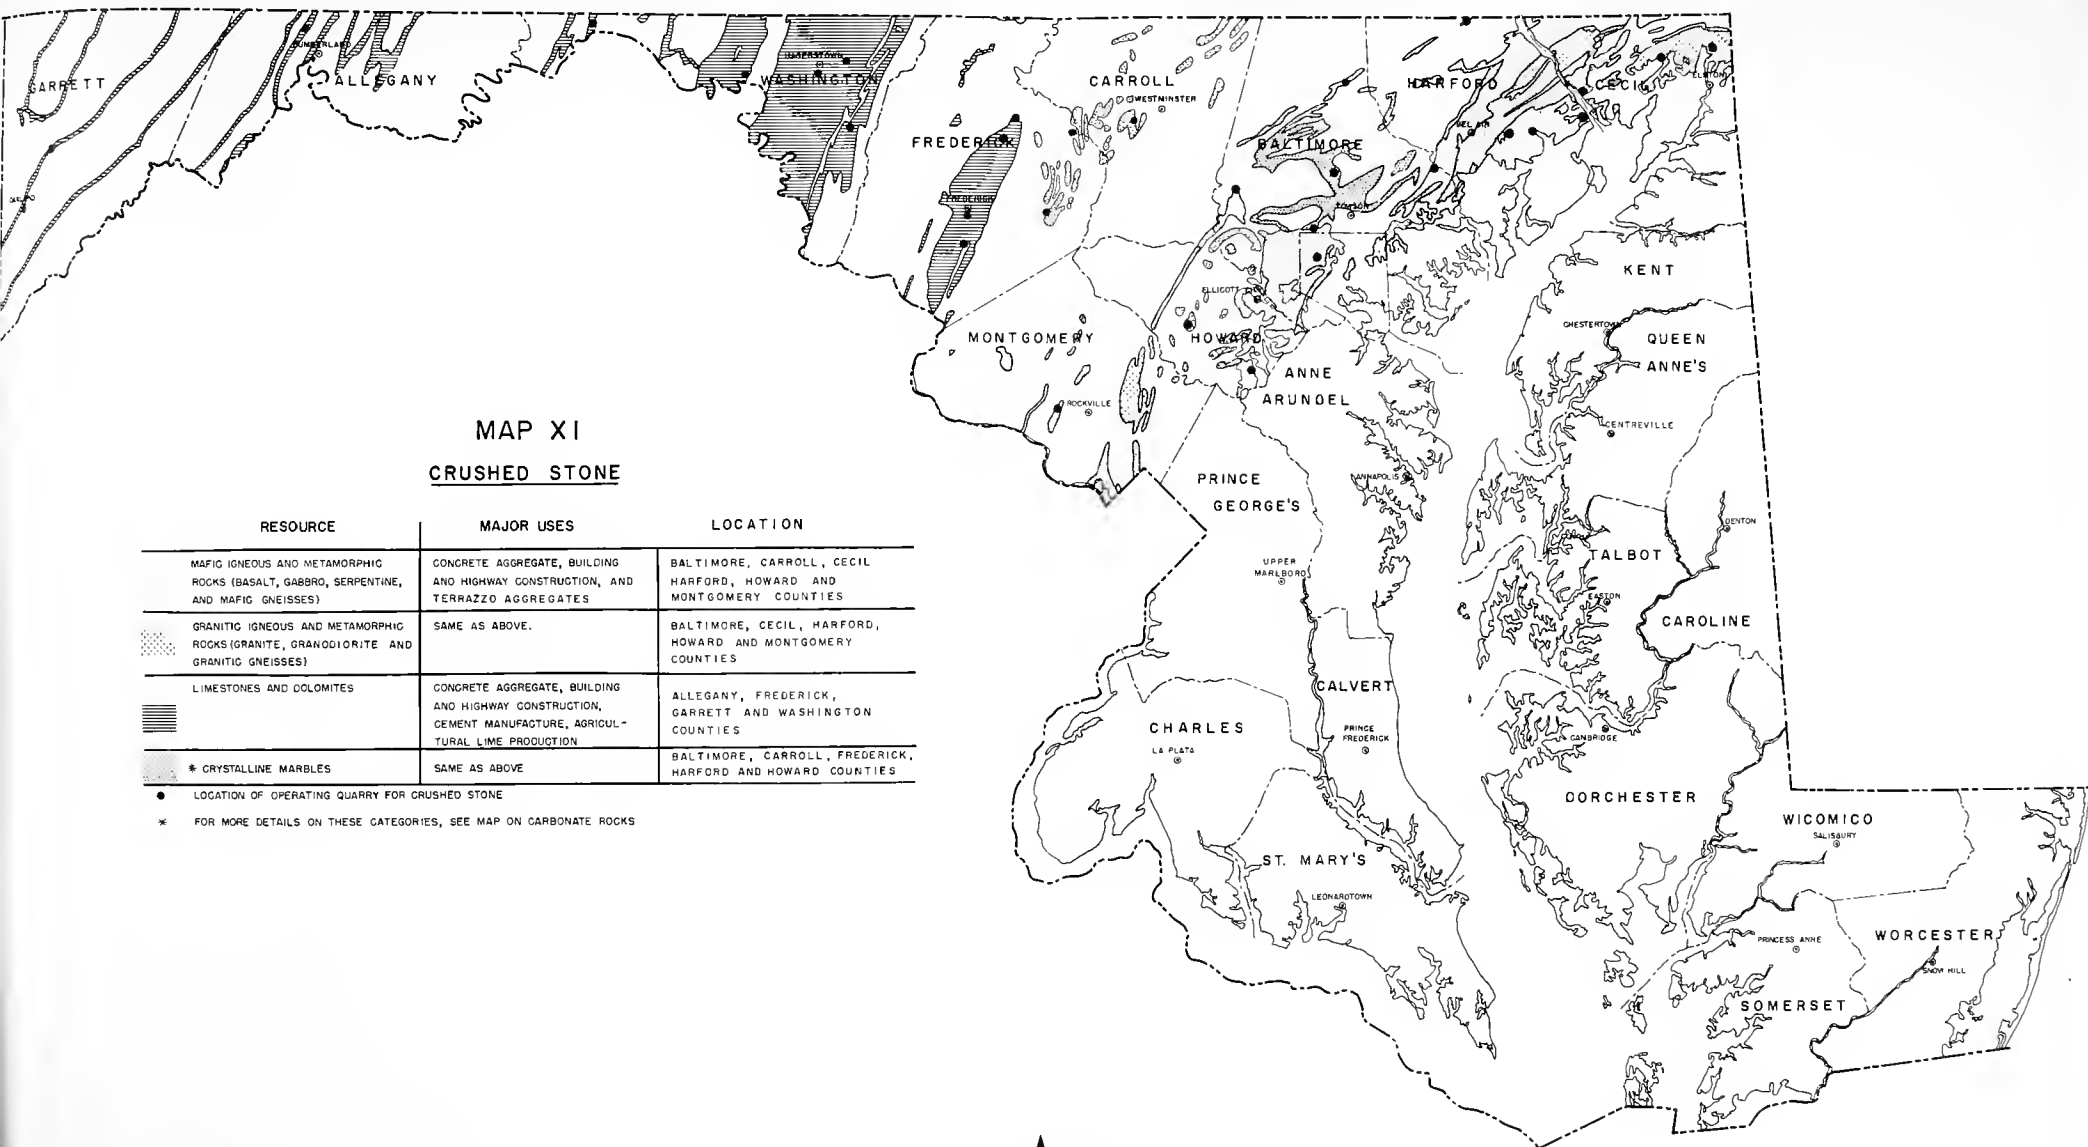 GARRETT
CUMBERLAND
ALLEGANY
HAGERSTOWN
WASHINGTON
FREDERICK
FREDERICK
CARROLL
WESTMINSTER
BALTIMORE
TOWSON
HARFORD
BEL AIR
CECIL
ELKTON
KENT
CHESTERTOWN
QUEEN
ANNE'S
CENTREVILLE
MONTGOMERY
ROCKVILLE
ELLICOTT CITY
HOWARD
ANNE
ARUNDEL
ANNAPOLIS
PRINCE
GEORGE'S
UPPER
MARLBORO
DENTON
TALBOT
EASTON
CAROLINE
CALVERT
PRINCE
FREDERICK
CHARLES
LA PLATA
CAMBRIDGE
DORCHESTER
WICOMICO
SALISBURY
ST. MARY'S
LEONARDTOWN
PRINCESS ANNE
WORCESTER
SNOW HILL
SOMERSET
MAP XI
CRUSHED STONE
RESOURCE MAJOR USES LOCATION
MAFIC IGNEOUS AND METAMORPHIC
ROCKS (BASALT, GABBRO, SERPENTINE,
AND MAFIC GNEISSES)
CONCRETE AGGREGATE, BUILDING
AND HIGHWAY CONSTRUCTION, AND
TERRAZZO AGGREGATES
BALTIMORE, CARROLL, CECIL
HARFORD, HOWARD AND
MONTGOMERY COUNTIES
GRANITIC IGNEOUS AND METAMORPHIC
ROCKS (GRANITE, GRANODIORITE AND
GRANITIC GNEISSES)
SAME AS ABOVE.
BALTIMORE, CECIL, HARFORD,
HOWARD AND MONTGOMERY
COUNTIES
LIMESTONES AND DOLOMITES
CONCRETE AGGREGATE, BUILDING
AND HIGHWAY CONSTRUCTION,
CEMENT MANUFACTURE, AGRICUL-
TURAL LIME PRODUCTION
ALLEGANY, FREDERICK,
GARRETT AND WASHINGTON
COUNTIES
* CRYSTALLINE MARBLES
SAME AS ABOVE
BALTIMORE, CARROLL, FREDERICK,
HARFORD AND HOWARD COUNTIES
● LOCATION OF OPERATING QUARRY FOR CRUSHED STONE
* FOR MORE DETAILS ON THESE CATEGORIES, SEE MAP ON CARBONATE ROCKS